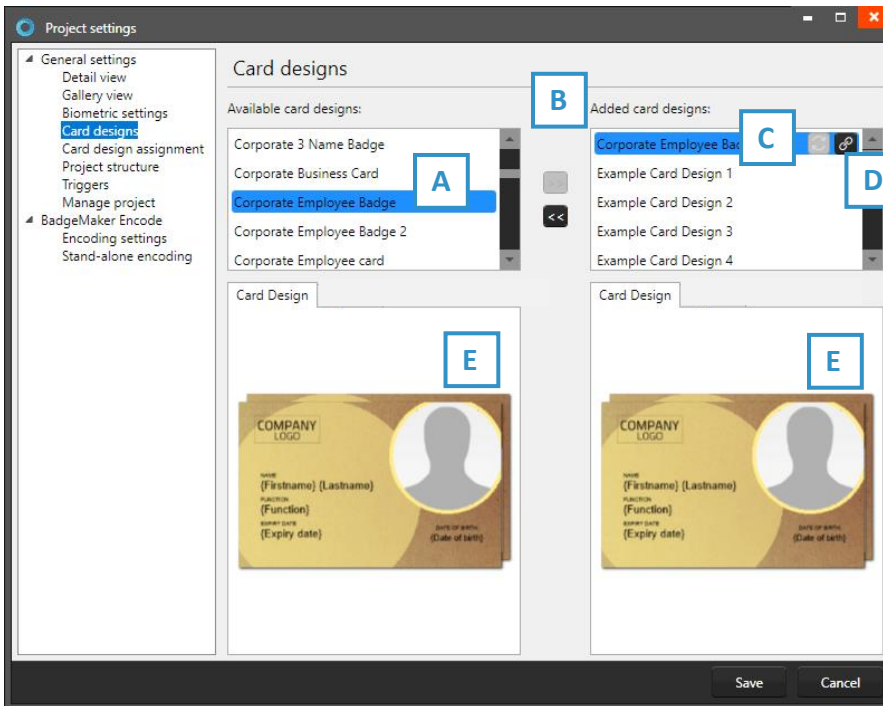 Project settings
General settings
Detail view
Gallery view
Biometric settings
Card designs
Card design assignment
Project structure
Triggers
Manage project
BadgeMaker Encode
Encoding settings
Stand-alone encoding
Card designs
B
Available card designs:
Added card designs:
Corporate 3 Name Badge
Corporate Business Card
Corporate Employee Badge
Corporate Employee Badge 2
Corporate Employee card
A
>>
<<
Corporate Employee Bad
Example Card Design 1
Example Card Design 2
Example Card Design 3
Example Card Design 4
C
D
Card Design
E
COMPANY
LOGO
NAME
{Firstname} {Lastname}
FUNCTION
{Function}
EXPIRY DATE
{Expiry date}
DATE OF BIRTH
{Date of birth}
Card Design
E
COMPANY
LOGO
NAME
{Firstname} {Lastname}
FUNCTION
{Function}
EXPIRY DATE
{Expiry date}
DATE OF BIRTH
{Date of birth}
Save
Cancel